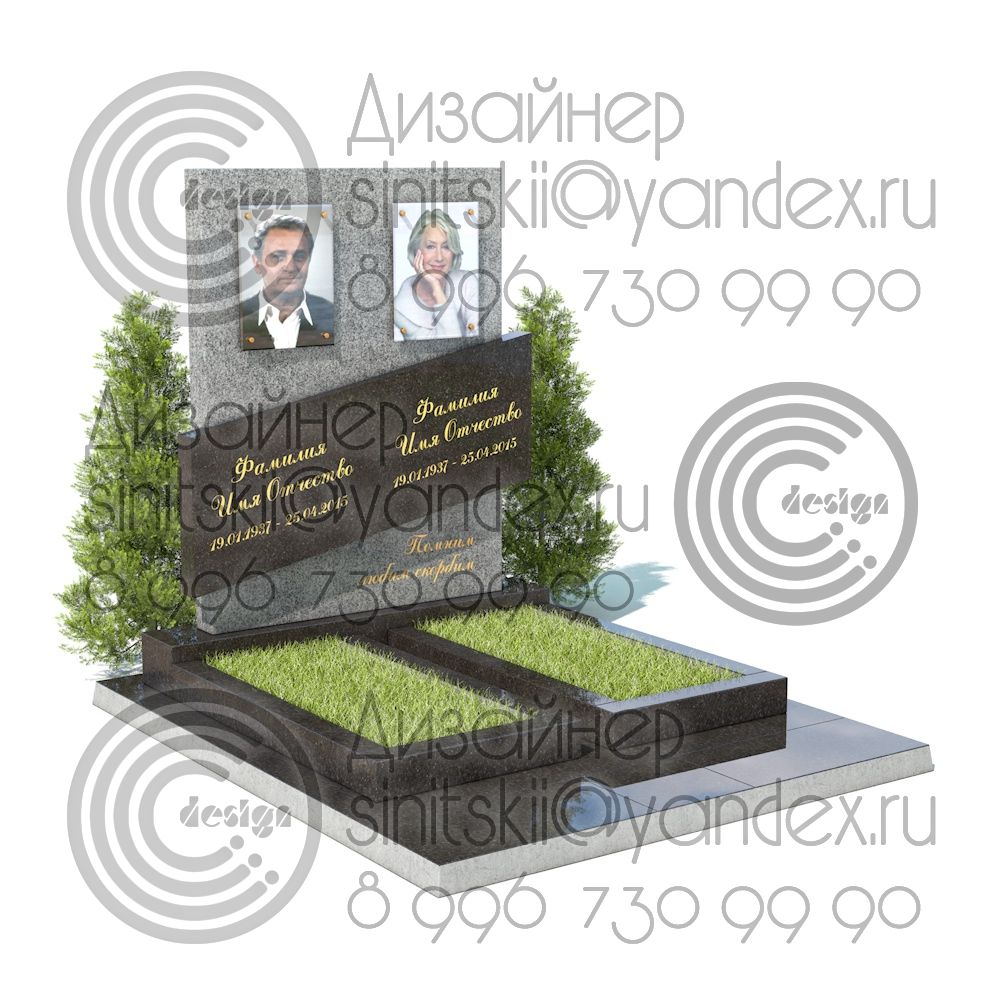 Дизайнер
sinitskii@yandex.ru
8 996 730 99 90
design
Дизайнер
sinitskii@yandex.ru
8 996 730 99 90
design
Фамилия
Имя Отчество
19.01.1937 - 25.04.2015
Фамилия
Имя Отчество
19.01.1937 - 25.04.2015
Помним
любим скорбим
Дизайнер
sinitskii@yandex.ru
8 996 730 99 90
design